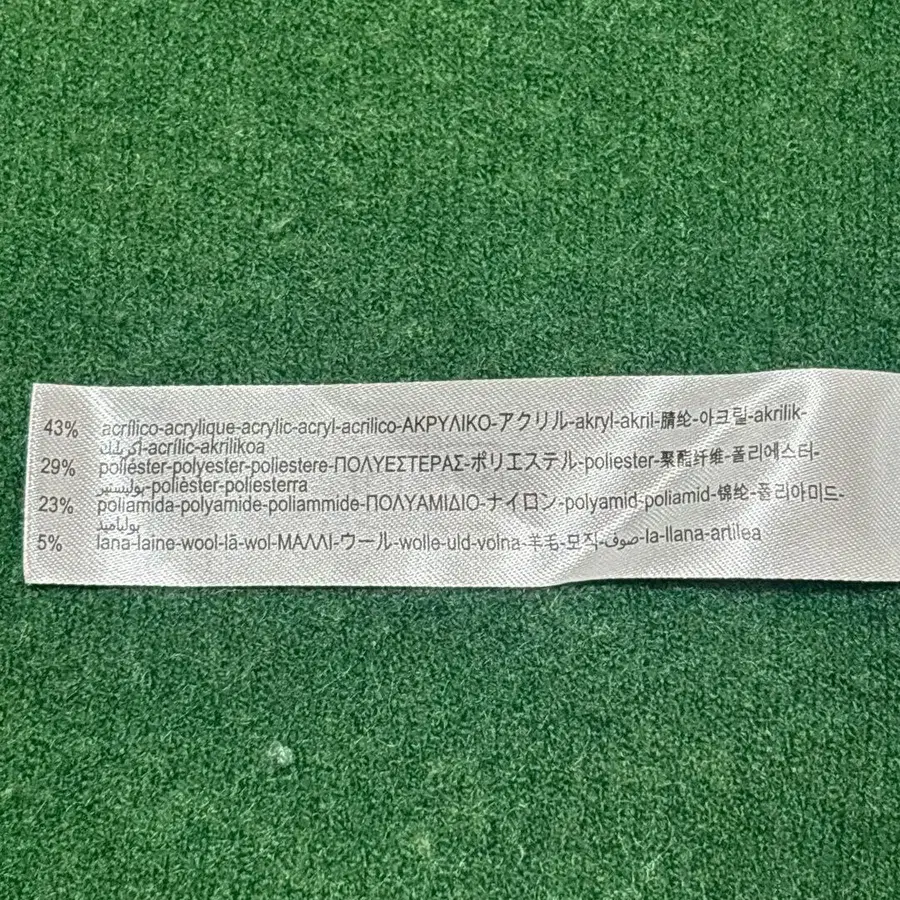 43% acrílico-acrylique-acrylic-acryl-acrilico-ΑΚΡΥΛΙΚΟ-アクリル-akryl-akril-腈纶-아크릴-akrilik-
اكريليك-acrílic-akrilikoa
29% poliéster-polyester-poliestere-ΠΟΛΥΕΣΤΕΡΑΣ-ポリエステル-poliester-聚酯纤维-폴리에스터-
بوليستير-polièster-poliesterra
23% poliamida-polyamide-poliammide-ΠΟΛΥΑΜΙΔΙΟ-ナイロン-polyamid-poliamid-锦纶-폴리아미드-
بولياميد
5% lana-laine-wool-lã-wol-ΜΑΛΛΙ-ウール-wolle-uld-volna-羊毛-모직-صوف-la-llana-artilea